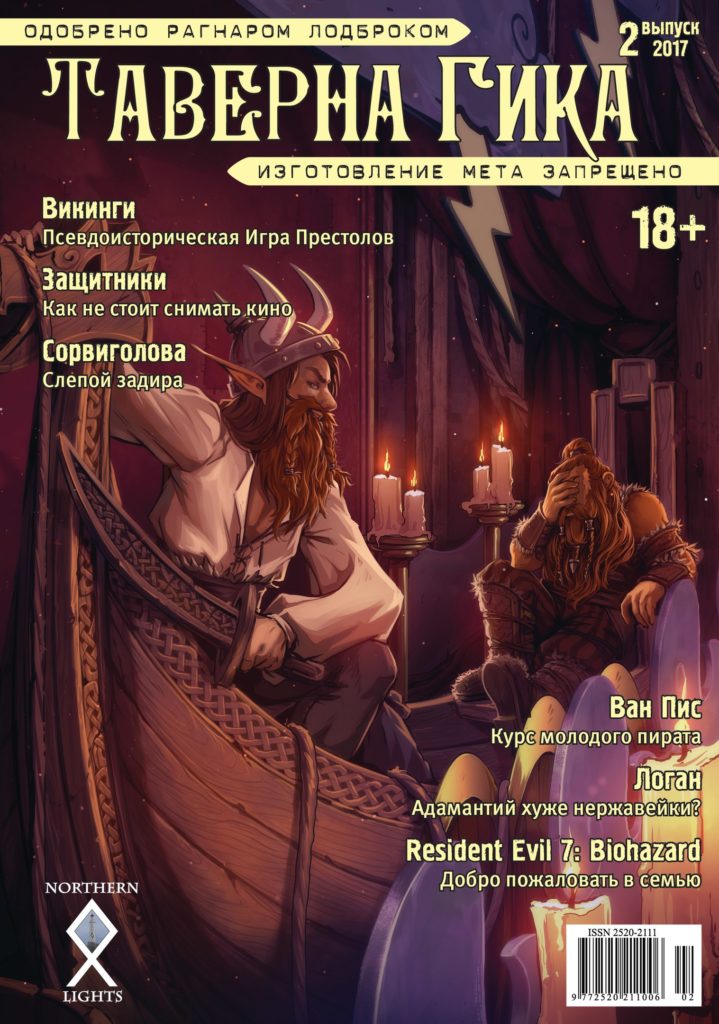 ОДОБРЕНО РАГНАРОМ ЛОДБРОКОМ
2 ВЫПУСК
2017
ТАВЕРНА ГИКА
ИЗГОТОВЛЕНИЕ МЕТА ЗАПРЕЩЕНО
18+
Викинги
Псевдоисторическая Игра Престолов
Защитники
Как не стоит снимать кино
Сорвиголова
Слепой задира
Ван Пис
Курс молодого пирата
Логан
Адамантий хуже нержавейки?
Resident Evil 7: Biohazard
Добро пожаловать в семью
NORTHERN
LIGHTS
ISSN 2520-2111
9 772520 211006
02